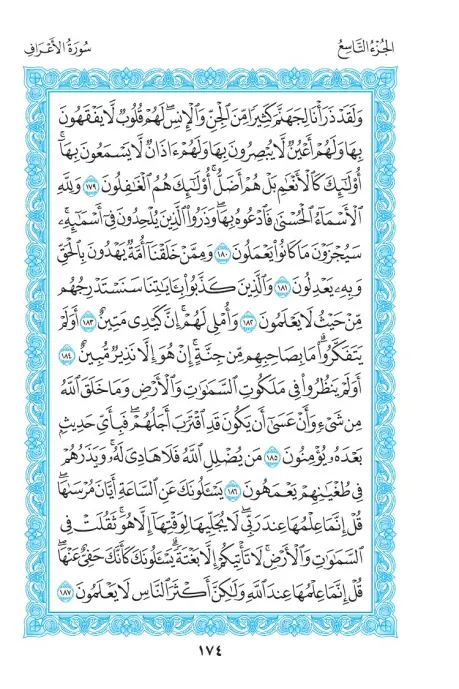 الجزء التاسع
سورة الأعراف
وَلَقَدْ ذَرَأْنَا لِجَهَنَّمَ كَثِيرًا مِّنَ ٱلْجِنِّ وَٱلْإِنسِۖ لَهُمْ قُلُوبٌ لَّا يَفْقَهُونَ
بِهَا وَلَهُمْ أَعْيُنٌ لَّا يُبْصِرُونَ بِهَا وَلَهُمْ ءَاذَانٌ لَّا يَسْمَعُونَ بِهَآۚ
أُوْلَٰٓئِكَ كَٱلْأَنْعَٰمِ بَلْ هُمْ أَضَلُّۚ أُوْلَٰٓئِكَ هُمُ ٱلْغَٰفِلُونَ ١٧٩ وَلِلَّهِ
ٱلْأَسْمَآءُ ٱلْحُسْنَىٰ فَٱدْعُوهُ بِهَاۖ وَذَرُوا۟ ٱلَّذِينَ يُلْحِدُونَ فِىٓ أَسْمَٰٓئِهِۦۚ
سَيُجْزَوْنَ مَا كَانُوا۟ يَعْمَلُونَ ١٨٠ وَمِمَّنْ خَلَقْنَآ أُمَّةٌ يَهْدُونَ بِٱلْحَقِّ
وَبِهِۦ يَعْدِلُونَ ١٨١ وَٱلَّذِينَ كَذَّبُوا۟ بِـَٔايَٰتِنَا سَنَسْتَدْرِجُهُم
مِّنْ حَيْثُ لَا يَعْلَمُونَ ١٨٢ وَأُمْلِى لَهُمْۚ إِنَّ كَيْدِى مَتِينٌ ١٨٣ أَوَلَمْ
يَتَفَكَّرُوا۟ۗ مَا بِصَاحِبِهِم مِّن جِنَّةٍۚ إِنْ هُوَ إِلَّا نَذِيرٌ مُّبِينٌ ١٨٤
أَوَلَمْ يَنظُرُوا۟ فِى مَلَكُوتِ ٱلسَّمَٰوَٰتِ وَٱلْأَرْضِ وَمَا خَلَقَ ٱللَّهُ
مِن شَىْءٍ وَأَنْ عَسَىٰٓ أَن يَكُونَ قَدِ ٱقْتَرَبَ أَجَلُهُمْۖ فَبِأَىِّ حَدِيثٍۭ
بَعْدَهُۥ يُؤْمِنُونَ ١٨٥ مَن يُضْلِلِ ٱللَّهُ فَلَا هَادِىَ لَهُۥۚ وَيَذَرُهُمْ
فِى طُغْيَٰنِهِمْ يَعْمَهُونَ ١٨٦ يَسْـَٔلُونَكَ عَنِ ٱلسَّاعَةِ أَيَّانَ مُرْسَىٰهَاۖ
قُلْ إِنَّمَا عِلْمُهَا عِندَ رَبِّىۖ لَا يُجَلِّيهَا لِوَقْتِهَآ إِلَّا هُوَۚ ثَقُلَتْ فِى
ٱلسَّمَٰوَٰتِ وَٱلْأَرْضِۚ لَا تَأْتِيكُمْ إِلَّا بَغْتَةًۗ يَسْـَٔلُونَكَ كَأَنَّكَ حَفِىٌّ عَنْهَاۖ
قُلْ إِنَّمَا عِلْمُهَا عِندَ ٱللَّهِ وَلَٰكِنَّ أَكْثَرَ ٱلنَّاسِ لَا يَعْلَمُونَ ١٨٧
١٧٤